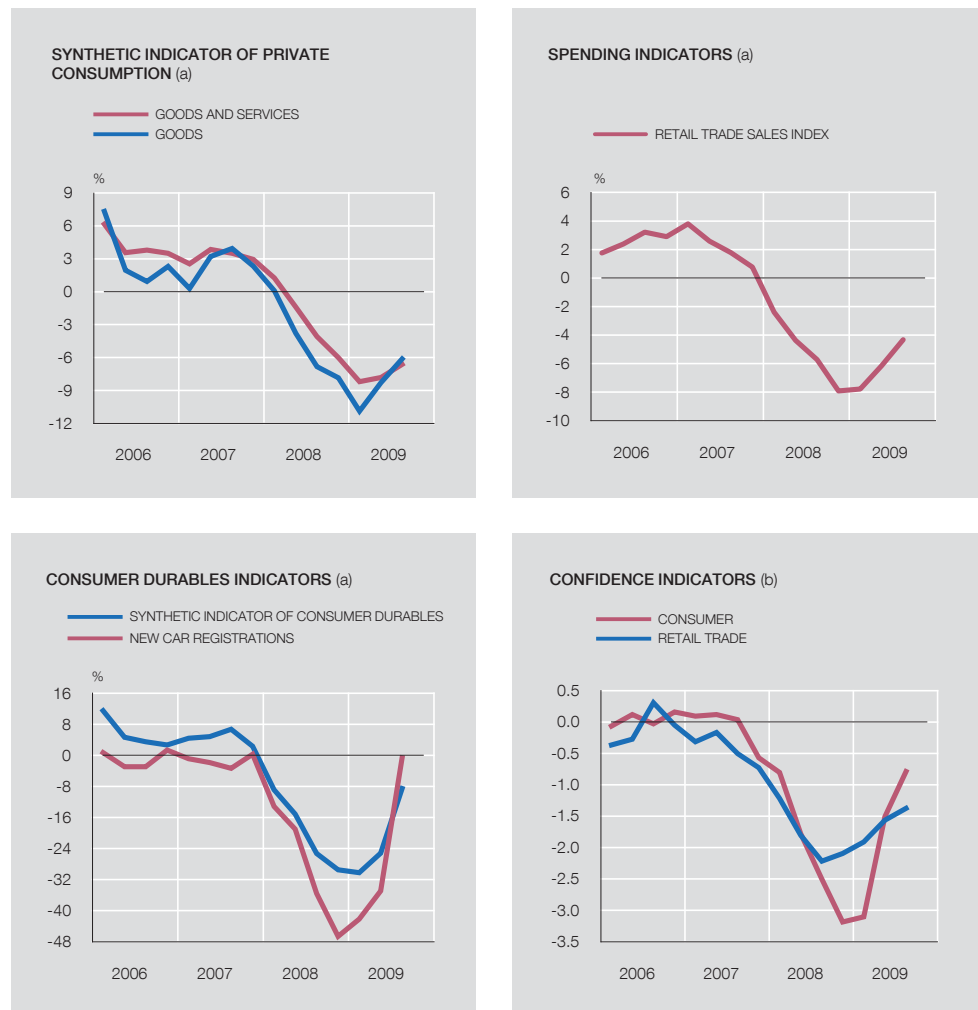 SYNTHETIC INDICATOR OF PRIVATE
CONSUMPTION (a)
GOODS AND SERVICES
GOODS
%
9
6
3
0
-3
-6
-9
-12
2006 2007 2008 2009
SPENDING INDICATORS (a)
RETAIL TRADE SALES INDEX
%
6
4
2
0
-2
-4
-6
-8
-10
2006 2007 2008 2009
CONSUMER DURABLES INDICATORS (a)
SYNTHETIC INDICATOR OF CONSUMER DURABLES
NEW CAR REGISTRATIONS
%
16
8
0
-8
-16
-24
-32
-40
-48
2006 2007 2008 2009
CONFIDENCE INDICATORS (b)
CONSUMER
RETAIL TRADE
0.5
0.0
-0.5
-1.0
-1.5
-2.0
-2.5
-3.0
-3.5
2006 2007 2008 2009